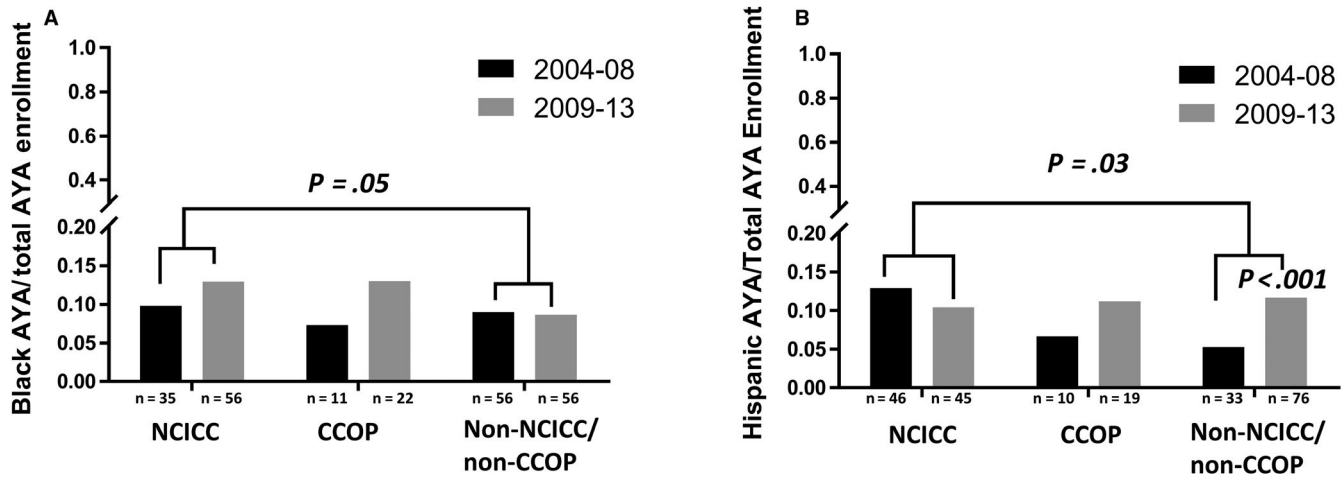 A
Black AYA/total AYA enrollment
1.0
0.8
0.6
0.4
0.20
0.15
0.10
0.05
0.00
2004-08
2009-13
P = .05
n = 35 n = 56 n = 11 n = 22 n = 56 n = 56
NCICC CCOP Non-NCICC/
non-CCOP
B
Hispanic AYA/Total AYA Enrollment
1.0
0.8
0.6
0.4
0.20
0.15
0.10
0.05
0.00
2004-08
2009-13
P = .03
P < .001
n = 46 n = 45 n = 10 n = 19 n = 33 n = 76
NCICC CCOP Non-NCICC/
non-CCOP